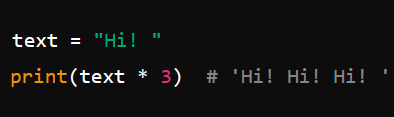 text = "Hi! "
print(text * 3)  # 'Hi! Hi! Hi! '